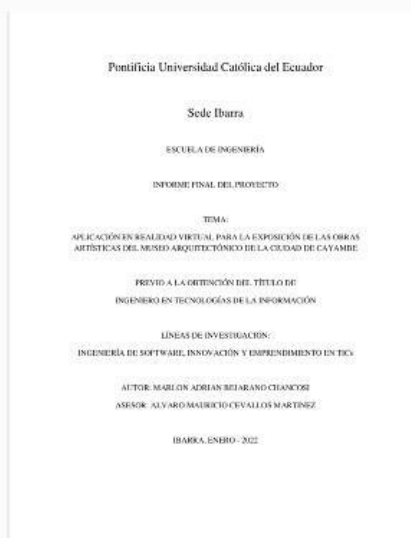 Pontificia Universidad Católica del Ecuador
Sede Ibarra
ESCUELA DE INGENIERÍA
INFORME FINAL DEL PROYECTO
TEMA:
APLICACIÓN EN REALIDAD VIRTUAL PARA LA EXPOSICIÓN DE LAS OBRAS
ARTÍSTICAS DEL MUSEO ARQUITECTÓNICO DE LA CIUDAD DE CAYAMBE
PREVIO A LA OBTENCIÓN DEL TÍTULO DE
INGENIERO EN TECNOLOGÍAS DE LA INFORMACIÓN
LÍNEAS DE INVESTIGACIÓN:
INGENIERÍA DE SOFTWARE, INNOVACIÓN Y EMPRENDIMIENTO EN TICs
AUTOR: MARLON ADRIAN BEJARANO CHANCOSI
ASESOR: ALVARO MAURICIO CEVALLOS MARTINEZ
IBARRA, ENERO - 2022